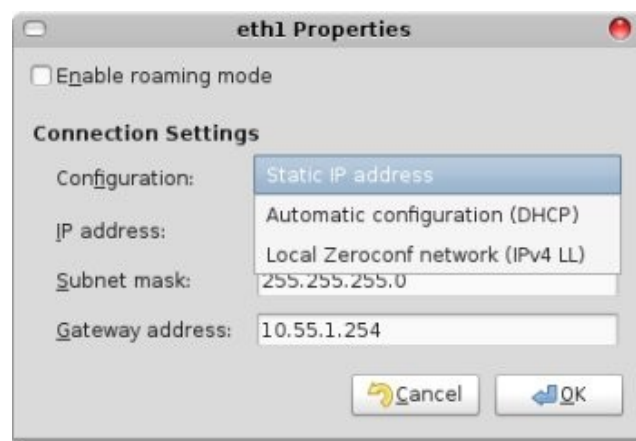 eth1 Properties
Enable roaming mode
Connection Settings
Configuration: Static IP address
Automatic configuration (DHCP)
IP address:
Local Zeroconf network (IPv4 LL)
Subnet mask: 255.255.255.0
Gateway address: 10.55.1.254
Cancel OK